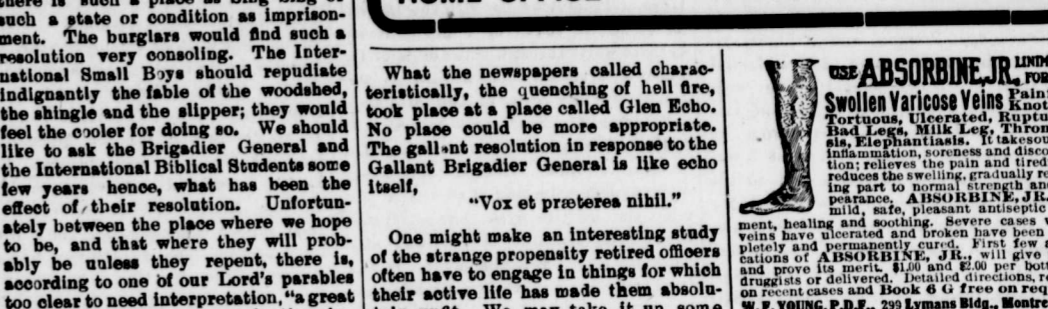 such a state or condition as imprison-
ment. The burglars would find such a
resolution very consoling. The Inter-
national Small Boys should repudiate
indignantly the fable of the woodshed,
the shingle and the slipper; they would
feel the cooler for doing so. We should
like to ask the Brigadier General and
the International Biblical Students some
few years hence, what has been the
effect of their resolution. Unfortun-
ately between the place where we hope
to be, and that where they will prob-
ably be unless they repent, there is,
according to one of our Lord's parables
too clear to need interpretation, "a great
What the newspapers called charac-
teristically, the quenching of hell fire,
took place at a place called Glen Echo.
No place could be more appropriate.
The gallant resolution in response to the
Gallant Brigadier General is like echo
itself,
"Vox et præterea nihil."
One might make an interesting study
of the strange propensity retired officers
often have to engage in things for which
their active life has made them absolu-
USE ABSORBINE, JR.,
FOR
Swollen Varicose Veins
Tortuous, Ulcerated,
Bad Legs, Milk Leg,
sis, Elephantiasis. It takes
inflammation, soreness and
tion; relieves the pain and
reduces the swelling, gradually
ing part to normal strength
pearance. ABSORBINE, JR.
mild, safe, pleasant antiseptic
ment, healing and soothing. Severe cases
vein have ulcerated and broken have been
pletely and permanently cured. First few
cations of ABSORBINE, JR., will give
and prove its merit. $1.00 and $2.00 per
druggists or delivered. Detailed directions,
on recent cases and Book 6 G free on
W. F. YOUNG, P.D.F., 299 Lymans Bldg.,